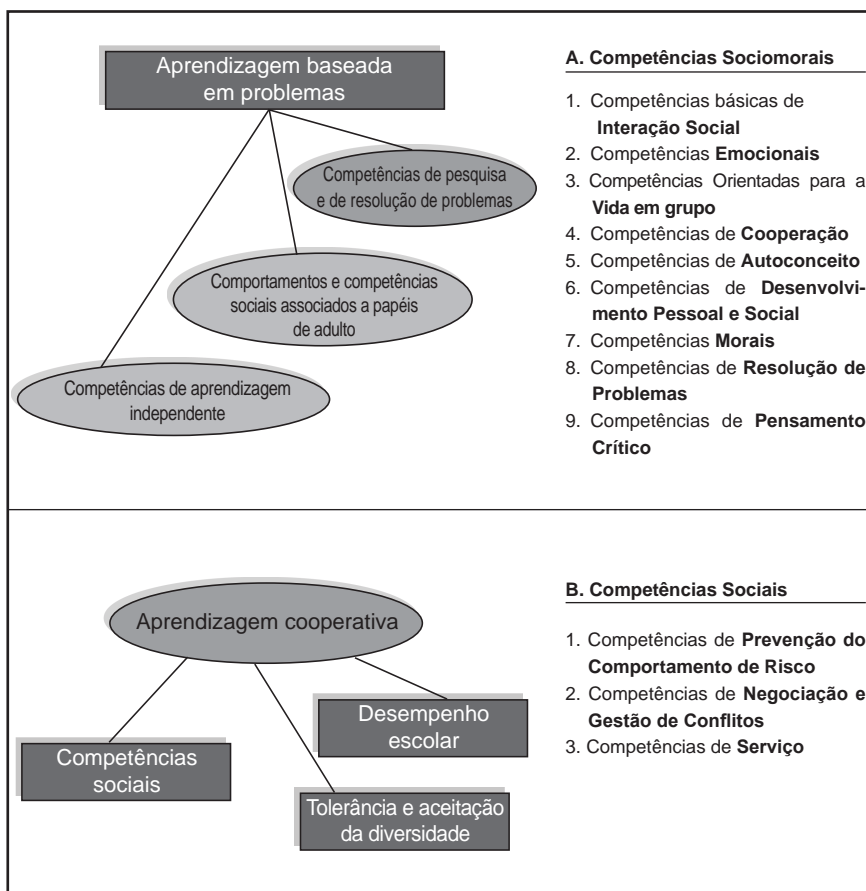 Aprendizagem baseada
em problemas
Competências de pesquisa
e de resolução de problemas
Comportamentos e competências
sociais associados a papéis
de adulto
Competências de aprendizagem
independente
A. Competências Sociomorais
1. Competências básicas de
Interação Social
2. Competências Emocionais
3. Competências Orientadas para a
Vida em grupo
4. Competências de Cooperação
5. Competências de Autoconceito
6. Competências de Desenvolvi-
mento Pessoal e Social
7. Competências Morais
8. Competências de Resolução de
Problemas
9. Competências de Pensamento
Crítico
Aprendizagem cooperativa
Desempenho
escolar
Competências
sociais
Tolerância e aceitação
da diversidade
B. Competências Sociais
1. Competências de Prevenção do
Comportamento de Risco
2. Competências de Negociação e
Gestão de Conflitos
3. Competências de Serviço